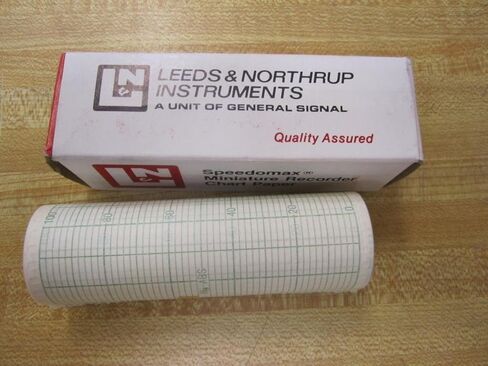 L&N
LEEDS & NORTHRUP
INSTRUMENTS
A UNIT OF GENERAL SIGNAL
Quality Assured
L&N
Speedomax®
Miniature Recorder
Chart Paper
100 80 60 40 20 0